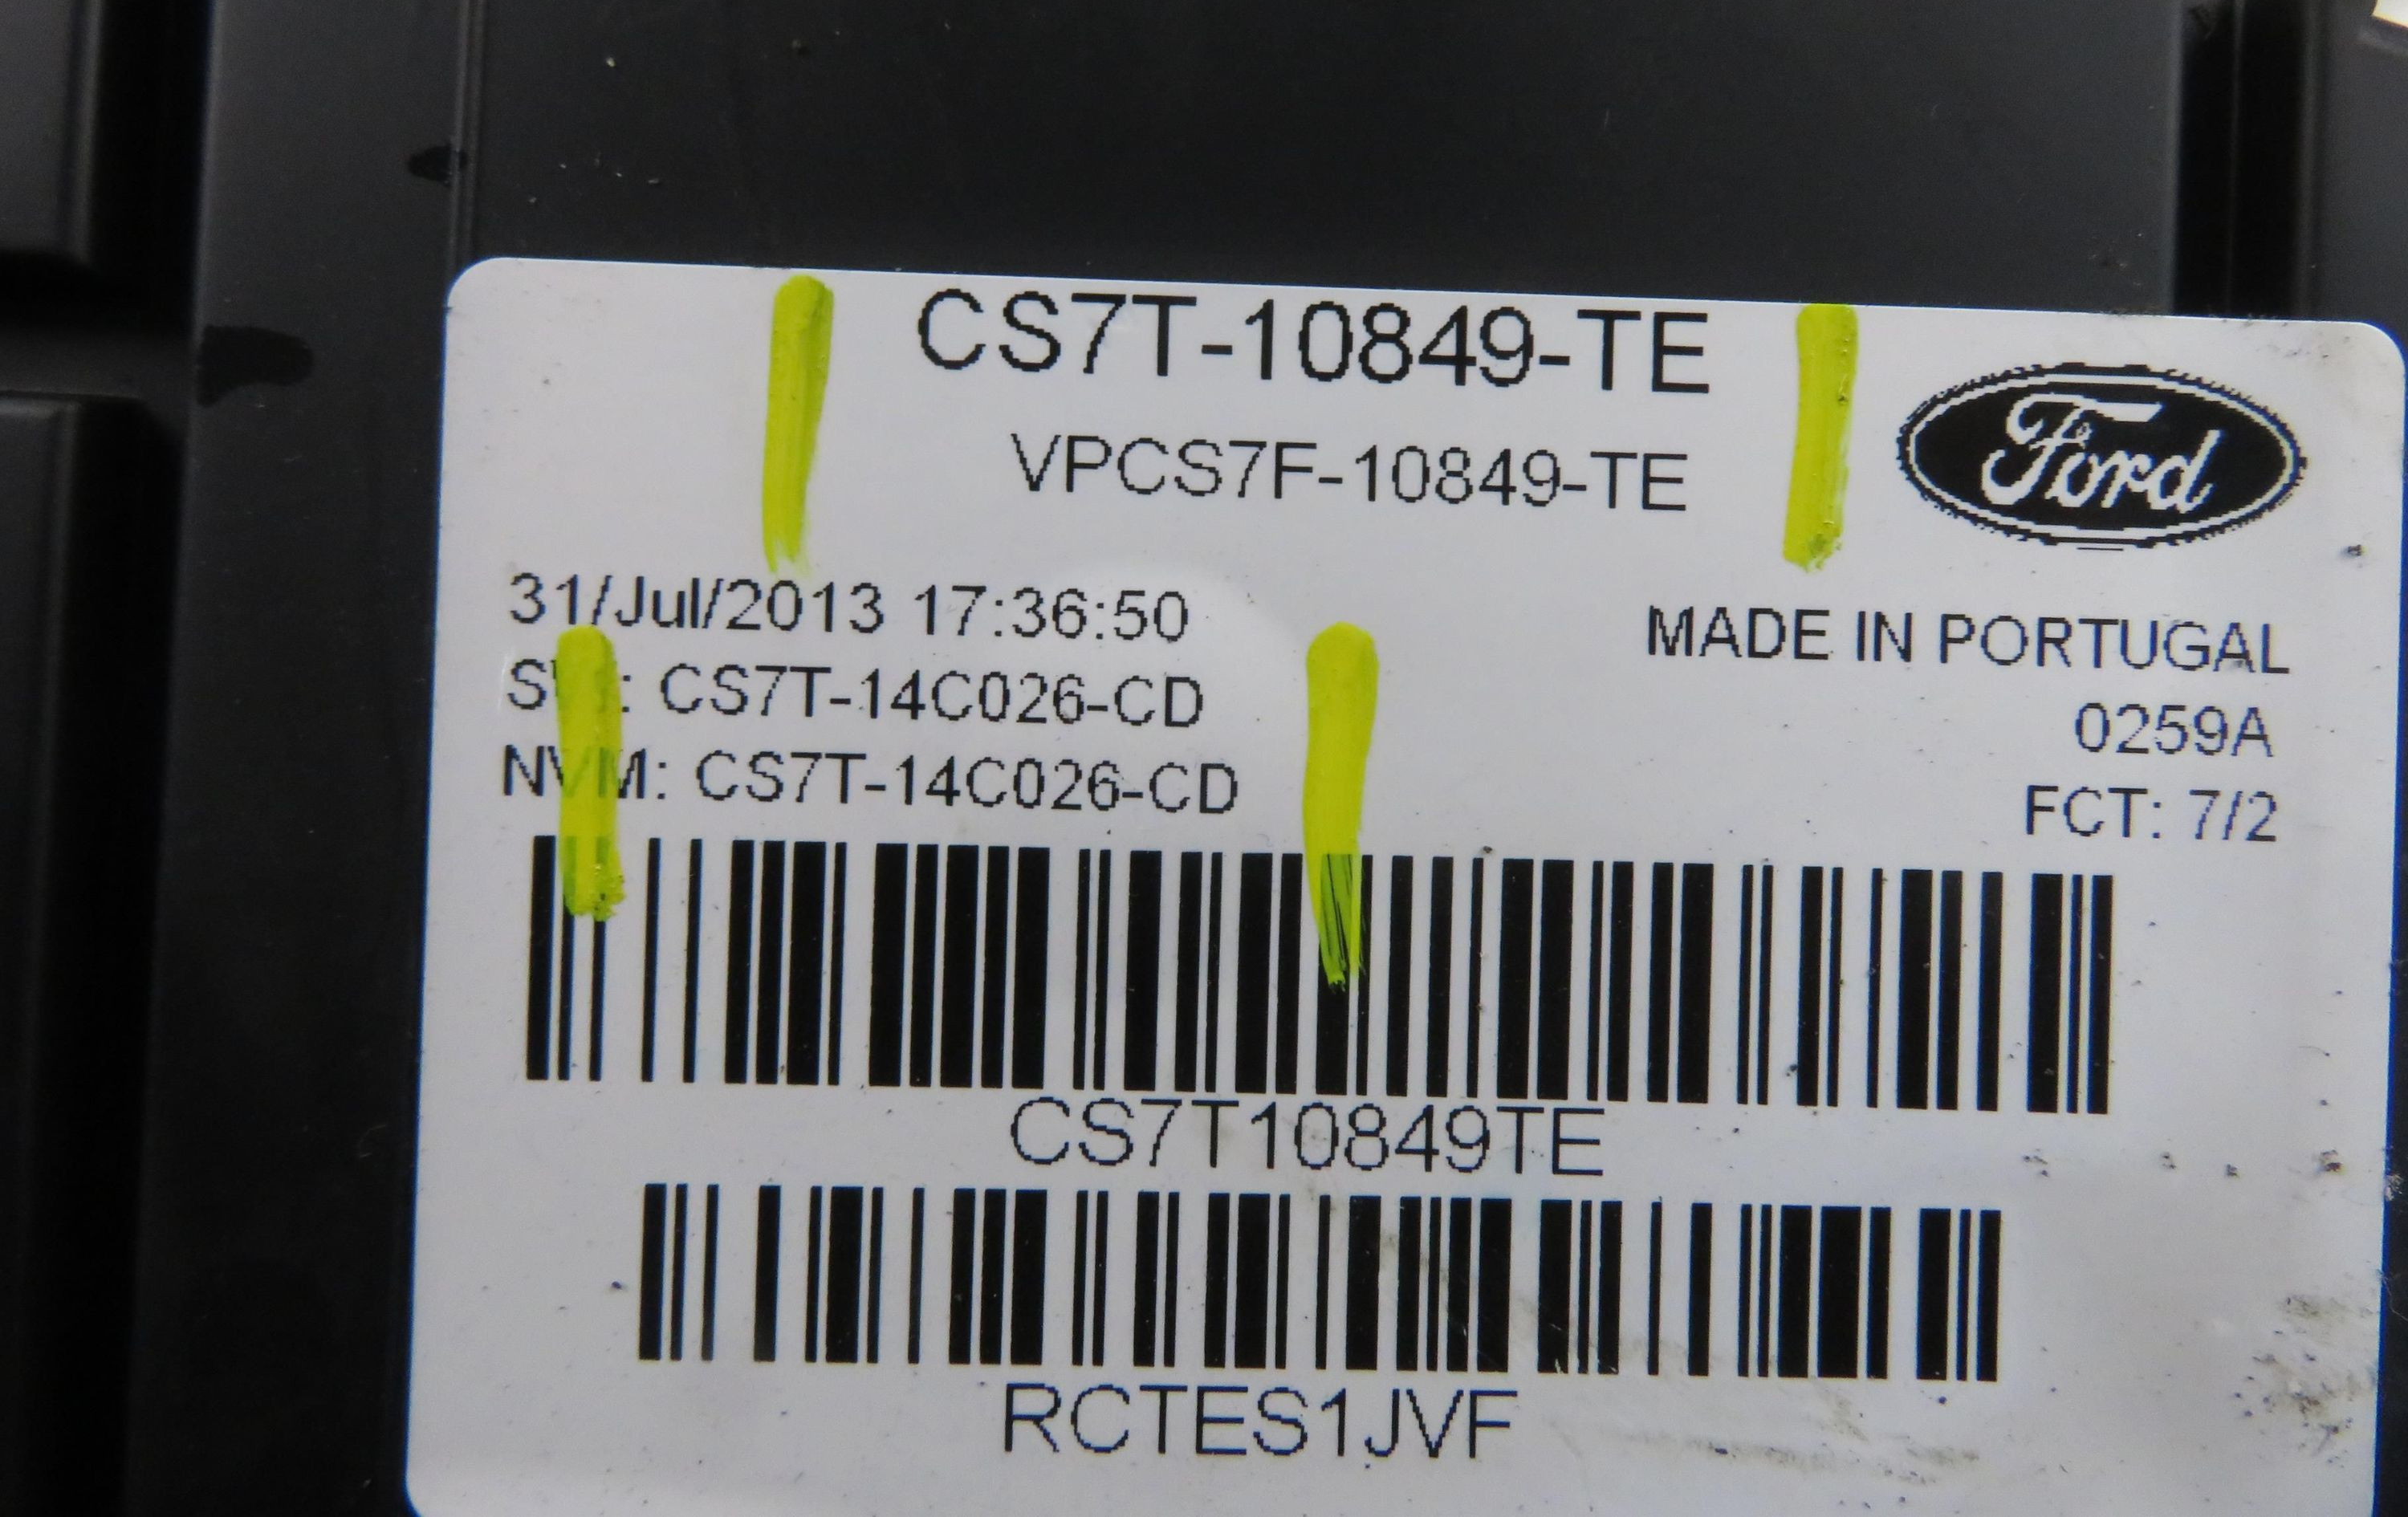 CS7T-10849-TE
VPCS7F-10849-TE
Ford
31/Jul/2013 17:36:50
MADE IN PORTUGAL
CS7T-14C026-CD
0259A
NVM: CS7T-14C026-CD
FCT: 7/2
CS7T10849TE
RCTES1JVF